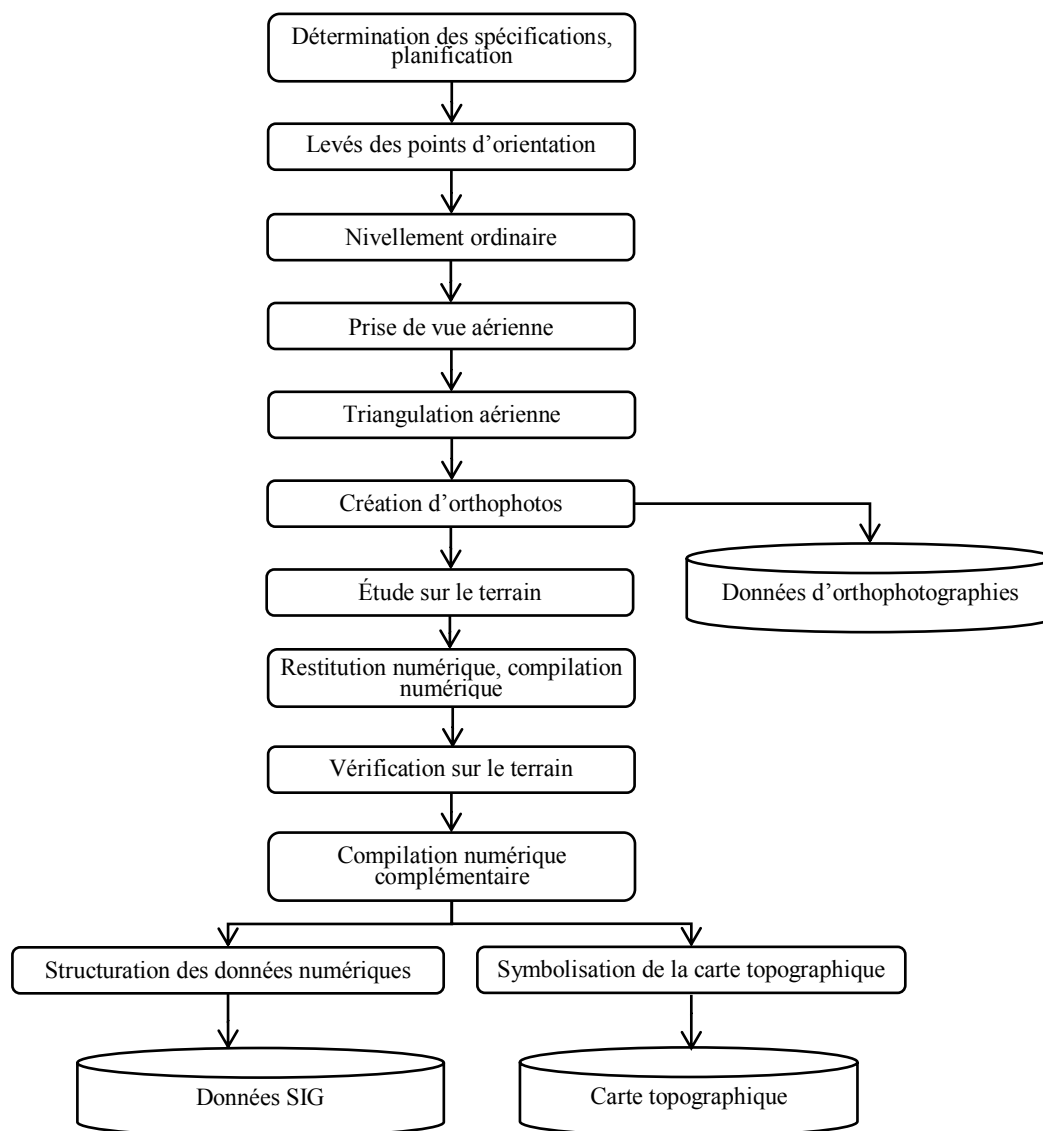 Détermination des spécifications,
planification
Levés des points d’orientation
Nivellement ordinaire
Prise de vue aérienne
Triangulation aérienne
Création d’orthophotos
Données d’orthophotographies
Étude sur le terrain
Restitution numérique, compilation
numérique
Vérification sur le terrain
Compilation numérique
complémentaire
Structuration des données numériques
Symbolisation de la carte topographique
Données SIG
Carte topographique